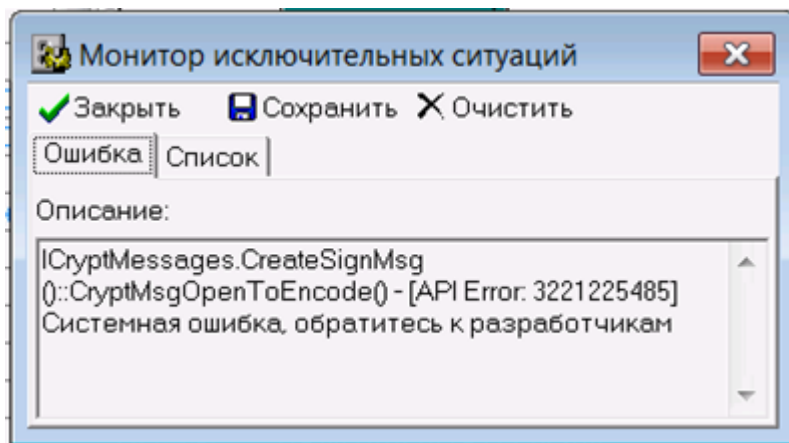 Монитор исключительных ситуаций
Закрыть Сохранить Очистить
Ошибка Список
Описание:
ICryptMessages.CreateSignMsg
()::CryptMsgOpenToEncode() - [API Error: 3221225485]
Системная ошибка, обратитесь к разработчикам